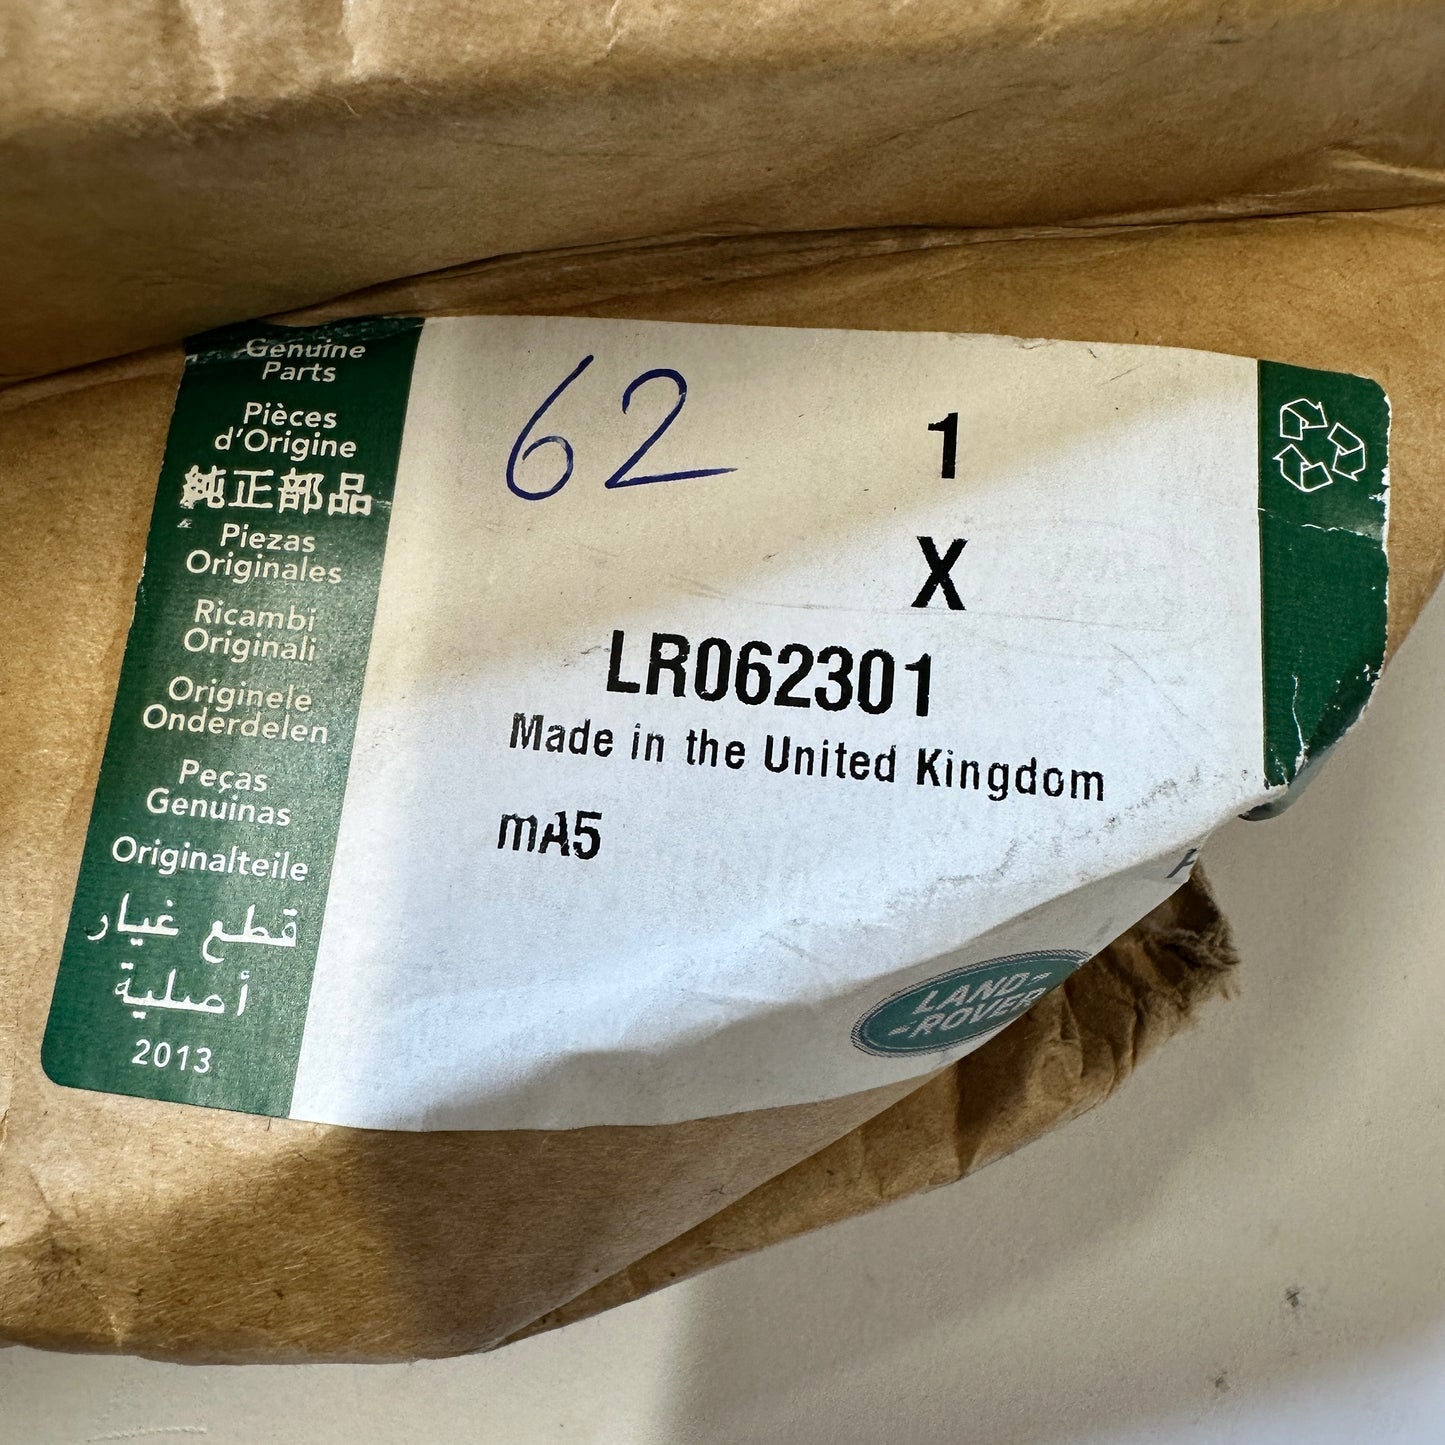 Genuine
Parts
Pièces
d'Origine
純正部品
Piezas
Originales
Ricambi
Originali
Originele
Onderdelen
Peças
Genuinas
Originalteile
قطع غيار
أصلية
2013
62
1
X
LR062301
Made in the United Kingdom
mA5
LAND-
-ROVER